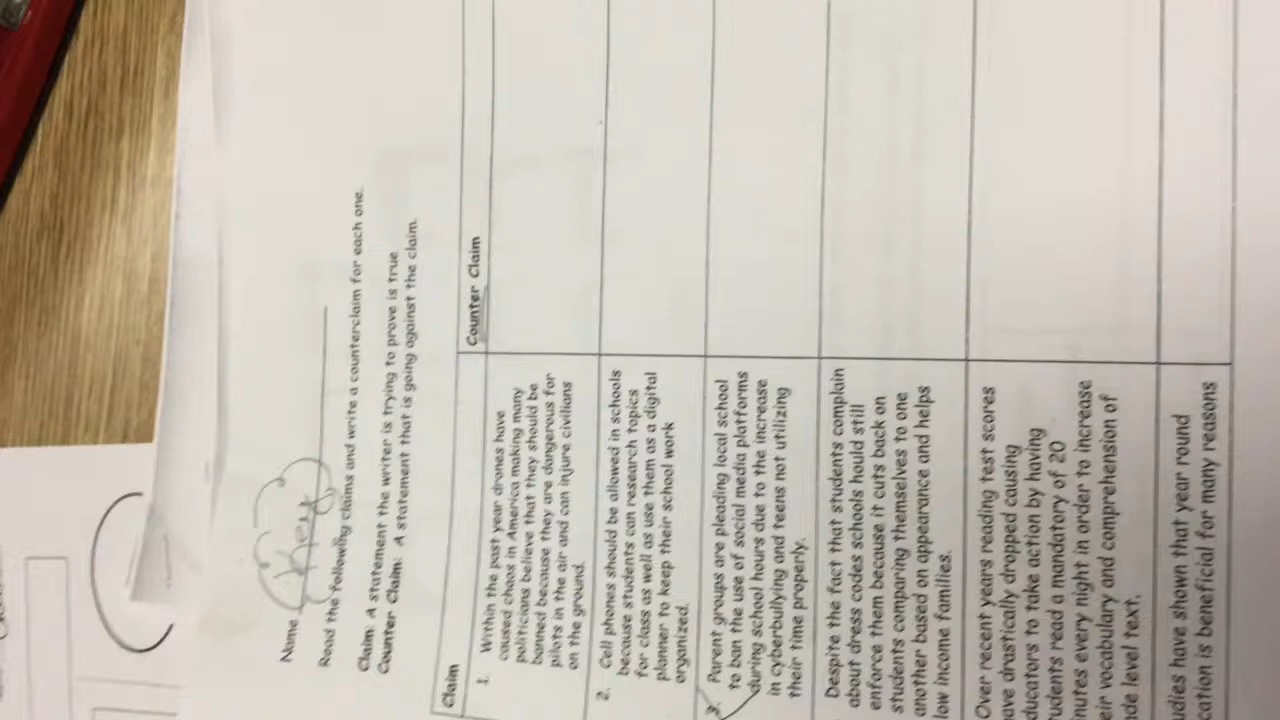 Name key
Read the following claims and write a counterclaim for each one.
Claim: A statement the writer is trying to prove is true
Counter Claim: A statement that is going against the claim.
Claim
Counter Claim
1. Within the past year drones have
caused chaos in America making many
politicians believe that they should be
banned because they are dangerous for
pilots in the air and can injure civilians
on the ground.
2. Cell phones should be allowed in schools
because students can research topics
for class as well as use them as a digital
planner to keep their school work
organized.
3. Parent groups are pleading local school
to ban the use of social media platforms
during school hours due to the increase
in cyberbullying and teens not utilizing
their time properly.
Despite the fact that students complain
about dress codes schools should still
enforce them because it cuts back on
students comparing themselves to one
another based on appearance and helps
low income families.
Over recent years reading test scores
ave drastically dropped causing
ducators to take action by having
tudents read a mandatory of 20
nutes every night in order to increase
eir vocabulary and comprehension of
de level text.
dies have shown that year round
cation is beneficial for many reasons